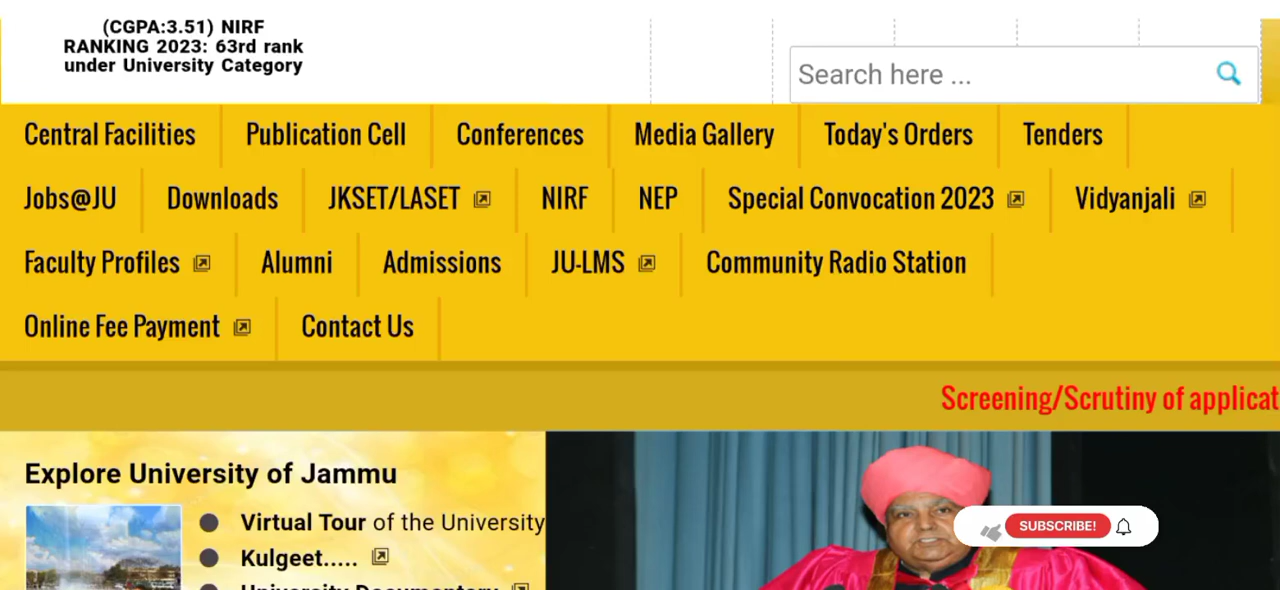 (CGPA:3.51) NIRF
RANKING 2023: 63rd rank
under University Category
Search here ...
Central Facilities Publication Cell Conferences Media Gallery Today's Orders Tenders
Jobs@JU Downloads JKSET/LASET NIRF NEP Special Convocation 2023 Vidyanjali
Faculty Profiles Alumni Admissions JU-LMS Community Radio Station
Online Fee Payment Contact Us
Screening/Scrutiny of applicat
Explore University of Jammu
Virtual Tour of the University
Kulgeet.....
University Documentary
SUBSCRIBE!